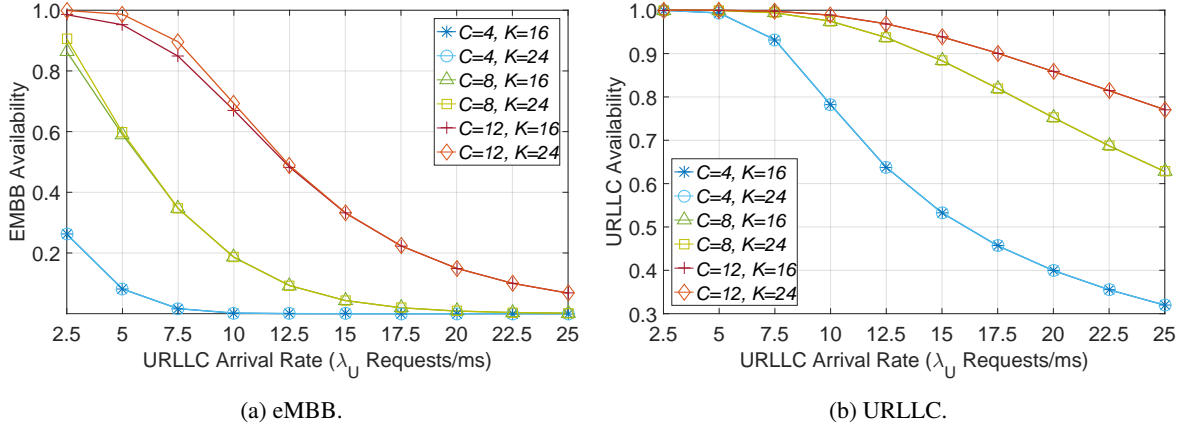 EMBB Availability
1.0
0.8
0.6
0.4
0.2
C=4, K=16
C=4, K=24
C=8, K=16
C=8, K=24
C=12, K=16
C=12, K=24
2.5 5 7.5 10 12.5 15 17.5 20 22.5 25
URLLC Arrival Rate (λU Requests/ms)
(a) eMBB.
URLLC Availability
1.0
0.9
0.8
0.7
0.6
0.5
0.4
0.3
C=4, K=16
C=4, K=24
C=8, K=16
C=8, K=24
C=12, K=16
C=12, K=24
2.5 5 7.5 10 12.5 15 17.5 20 22.5 25
URLLC Arrival Rate (λU Requests/ms)
(b) URLLC.